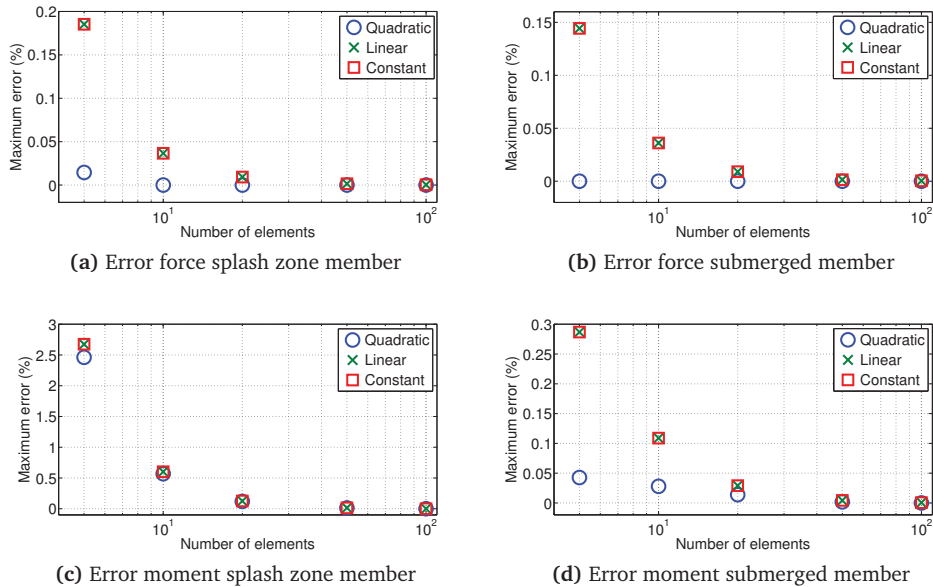 0.2
0.15
0.1
0.05
0
Maximum error (%)
Quadratic
Linear
Constant
10^1
10^2
Number of elements
(a) Error force splash zone member
0.15
0.1
0.05
0
Maximum error (%)
Quadratic
Linear
Constant
10^1
10^2
Number of elements
(b) Error force submerged member
3
2.5
2
1.5
1
0.5
0
Maximum error (%)
Quadratic
Linear
Constant
10^1
10^2
Number of elements
(c) Error moment splash zone member
0.3
0.25
0.2
0.15
0.1
0.05
0
Maximum error (%)
Quadratic
Linear
Constant
10^1
10^2
Number of elements
(d) Error moment submerged member